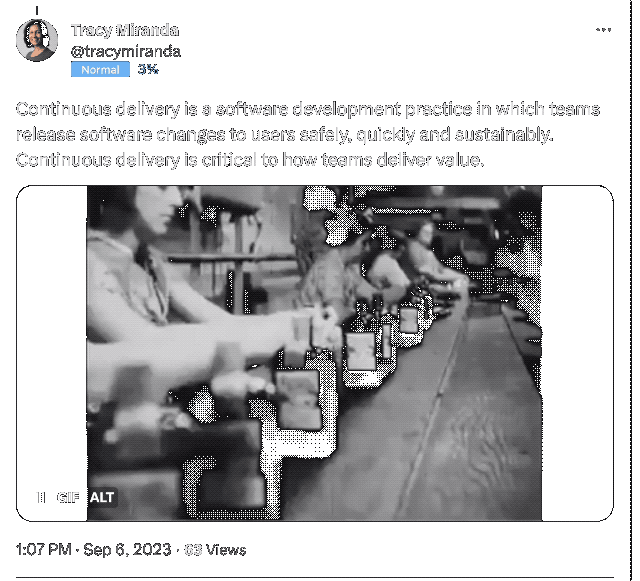 Tracy Miranda
@tracymiranda
Normal 3%
Continuous delivery is a software development practice in which teams
release software changes to users safely, quickly and sustainably.
Continuous delivery is critical to how teams deliver value.
GIF ALT
1:07 PM · Sep 6, 2023 · 63 Views